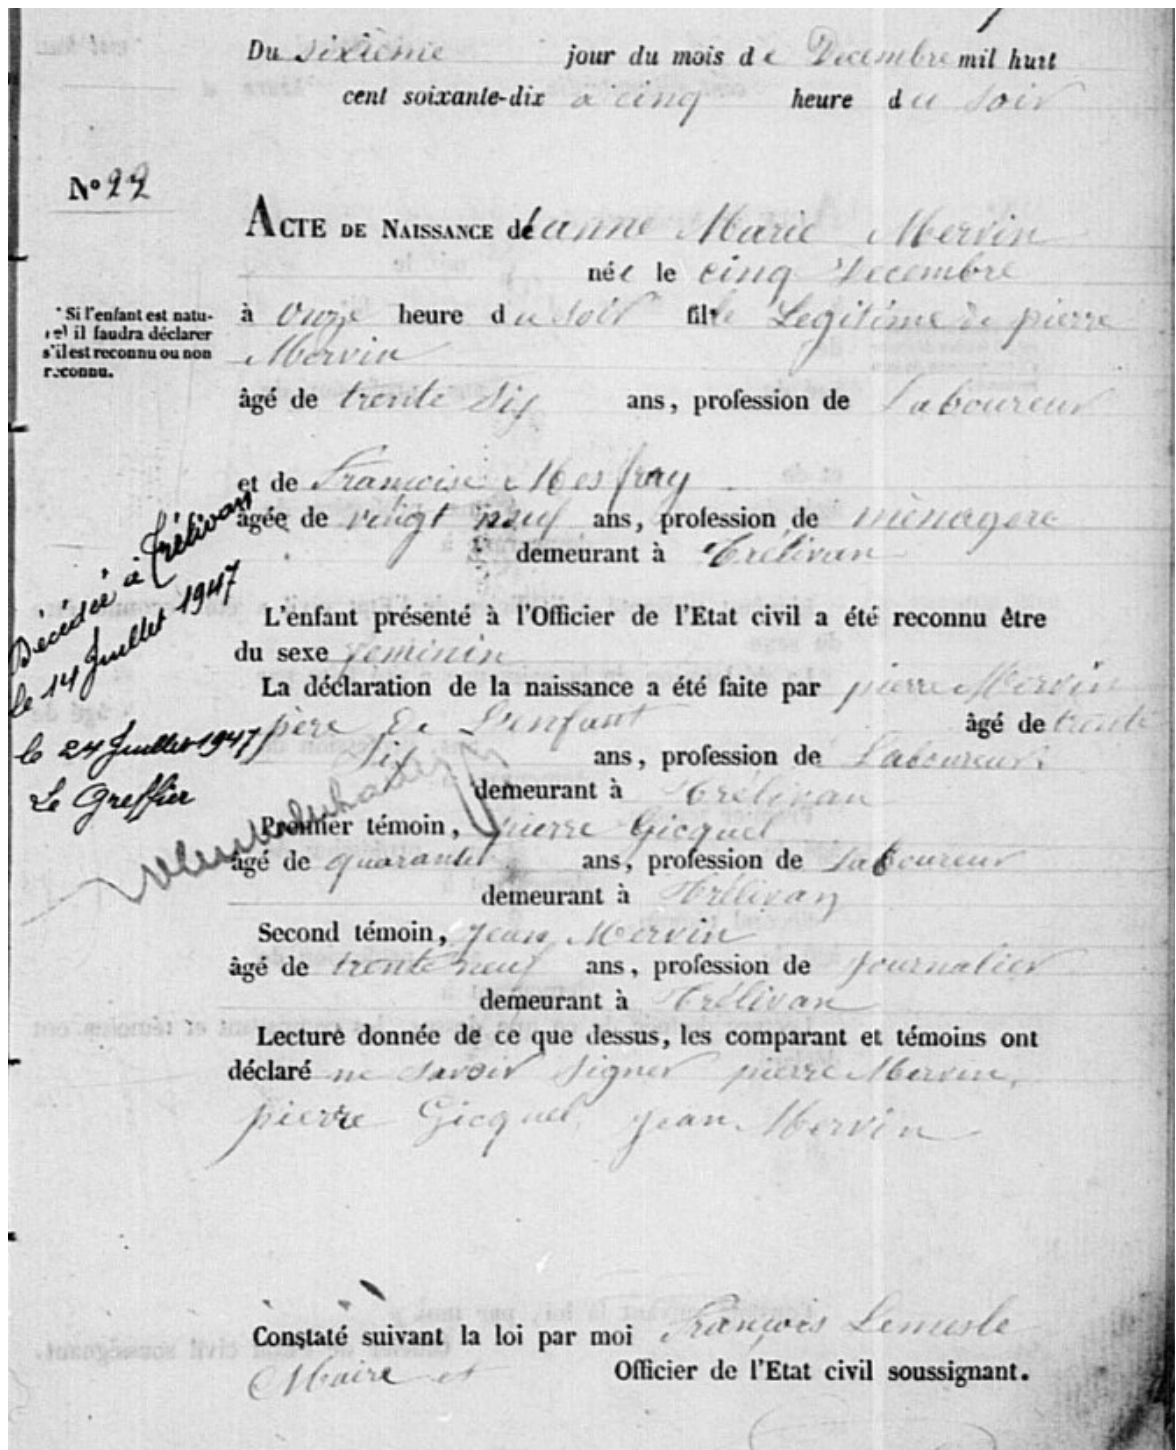 Du sixième jour du mois de Decembre mil huit
cent soixante-dix à cinq heure du soir
N° 22
ACTE DE NAISSANCE de Jeanne Marie Mervin
née le cinq Decembre
à onze heure du soir fille Legitime de pierre
Mervin
* Si l'enfant est natu-
rel il faudra déclarer
s'il est reconnu ou non
reconnu.
âgé de trente six ans, profession de Laboureur
et de Francoise Mesfray
âgée de vingt neuf ans, profession de ménagère
demeurant à Trélivan
Décédée à Trélivan
le 14 Juillet 1947
le 24 Juillet 1947
Le Greffier
L'enfant présenté à l'Officier de l'Etat civil a été reconnu être
du sexe feminin
La déclaration de la naissance a été faite par pierre Mervin
père de L'enfant âgé de trente
six ans, profession de Laboureur
demeurant à Trélivan
Premier témoin, pierre Gicquel
âgé de quarante ans, profession de Laboureur
demeurant à Trélivan
Second témoin, jean Mervin
âgé de trente neuf ans, profession de journalier
demeurant à Trélivan
Lecture donnée de ce que dessus, les comparant et témoins ont
déclaré ne savoir signer pierre Mervin,
pierre Gicquel, jean Mervin
Constaté suivant la loi par moi François Lemesle
Maire et Officier de l'Etat civil soussignant.